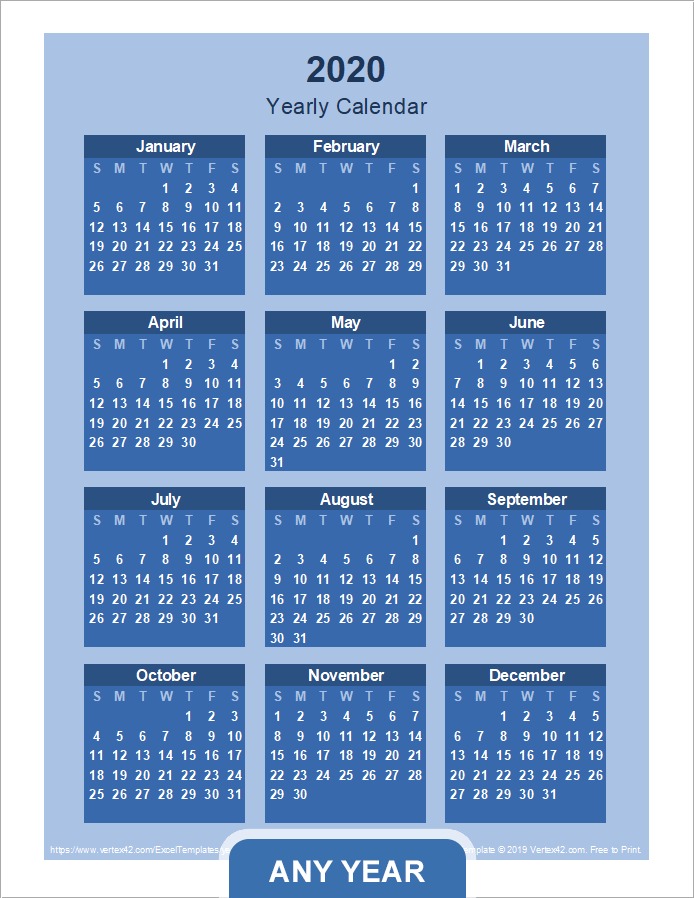 2020
Yearly Calendar
January February March
S M T W T F S S M T W T F S S M T W T F S
1 2 3 4 1 1 2 3 4 5 6 7
5 6 7 8 9 10 11 2 3 4 5 6 7 8 8 9 10 11 12 13 14
12 13 14 15 16 17 18 9 10 11 12 13 14 15 15 16 17 18 19 20 21
19 20 21 22 23 24 25 16 17 18 19 20 21 22 22 23 24 25 26 27 28
26 27 28 29 30 31 23 24 25 26 27 28 29 29 30 31
April May June
S M T W T F S S M T W T F S S M T W T F S
1 2 3 4 1 2 1 2 3 4 5 6
5 6 7 8 9 10 11 3 4 5 6 7 8 9 7 8 9 10 11 12 13
12 13 14 15 16 17 18 10 11 12 13 14 15 16 14 15 16 17 18 19 20
19 20 21 22 23 24 25 17 18 19 20 21 22 23 21 22 23 24 25 26 27
26 27 28 29 30 24 25 26 27 28 29 30 28 29 30
31
July August September
S M T W T F S S M T W T F S S M T W T F S
1 2 3 4 1 1 2 3 4 5
5 6 7 8 9 10 11 2 3 4 5 6 7 8 6 7 8 9 10 11 12
12 13 14 15 16 17 18 9 10 11 12 13 14 15 13 14 15 16 17 18 19
19 20 21 22 23 24 25 16 17 18 19 20 21 22 20 21 22 23 24 25 26
26 27 28 29 30 31 23 24 25 26 27 28 29 27 28 29 30
30 31
October November December
S M T W T F S S M T W T F S S M T W T F S
1 2 3 1 2 3 4 5 6 7 1 2 3 4 5
4 5 6 7 8 9 10 8 9 10 11 12 13 14 6 7 8 9 10 11 12
11 12 13 14 15 16 17 15 16 17 18 19 20 21 13 14 15 16 17 18 19
18 19 20 21 22 23 24 22 23 24 25 26 27 28 20 21 22 23 24 25 26
25 26 27 28 29 30 31 29 30 27 28 29 30 31
https://www.vertex42.com/ExcelTemplates/ © 2019 Vertex42.com. Free to Print.
ANY YEAR